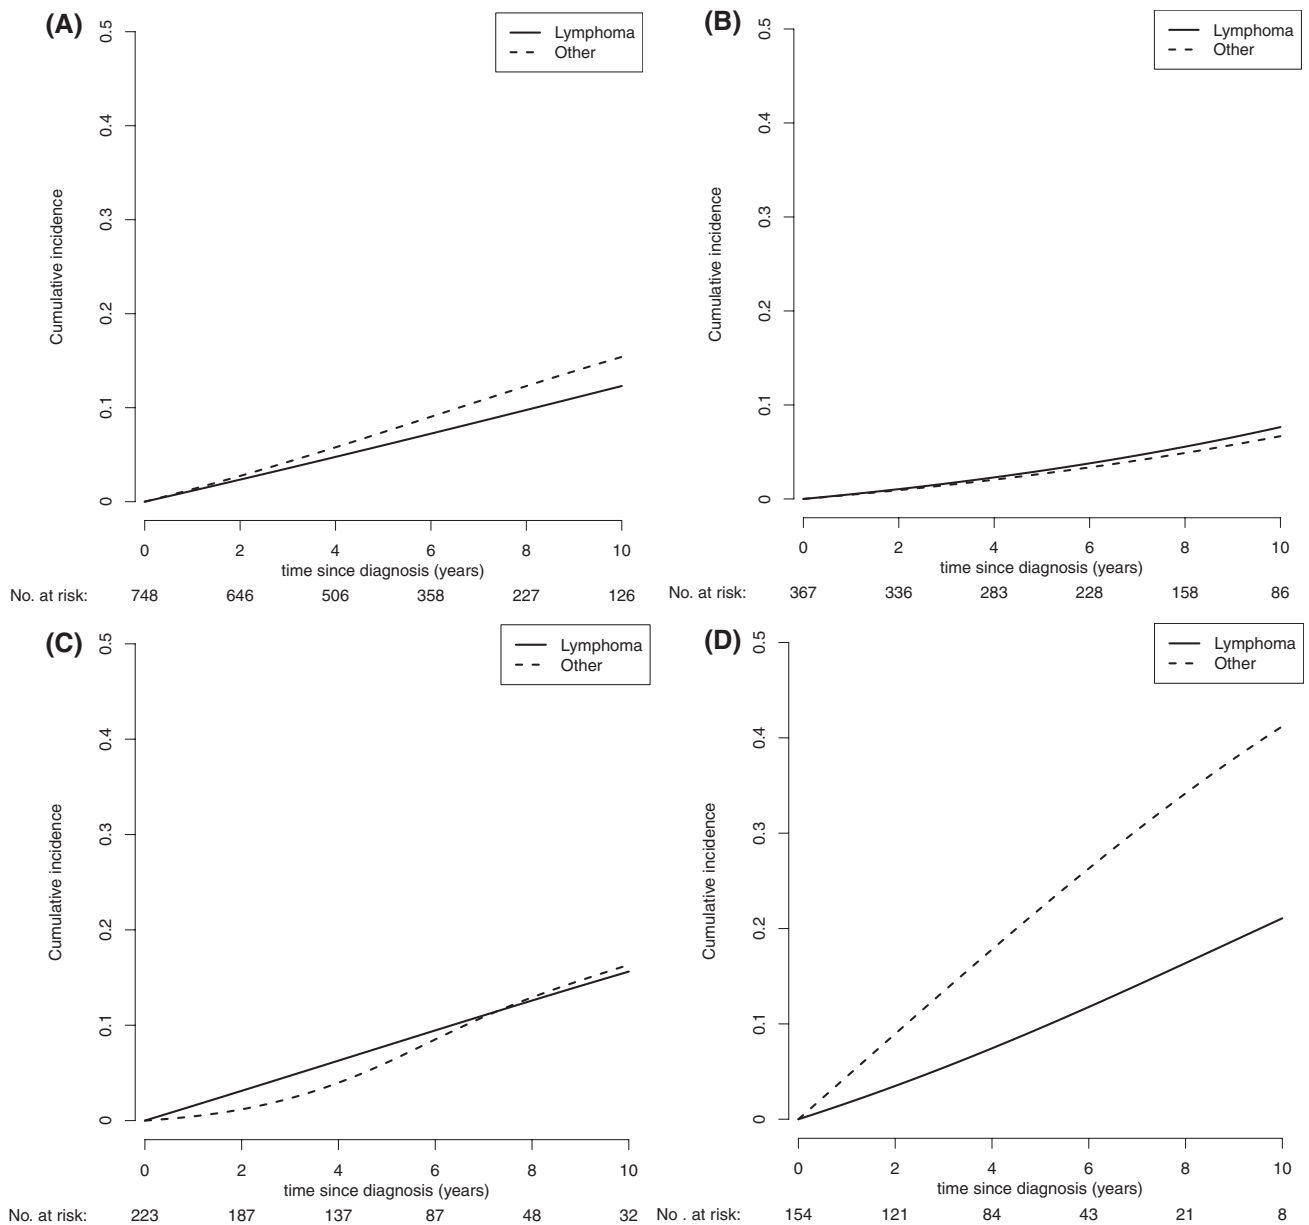 (A)
Lymphoma
Other
Cumulative incidence
0.5
0.4
0.3
0.2
0.1
0
0 2 4 6 8 10
time since diagnosis (years)
No. at risk: 748 646 506 358 227 126
(B)
Lymphoma
Other
Cumulative incidence
0.5
0.4
0.3
0.2
0.1
0
0 2 4 6 8 10
time since diagnosis (years)
No. at risk: 367 336 283 228 158 86
(C)
Lymphoma
Other
Cumulative incidence
0.5
0.4
0.3
0.2
0.1
0
0 2 4 6 8 10
time since diagnosis (years)
No. at risk: 223 187 137 87 48 32
(D)
Lymphoma
Other
Cumulative incidence
0.5
0.4
0.3
0.2
0.1
0
0 2 4 6 8 10
time since diagnosis (years)
No . at risk: 154 121 84 43 21 8